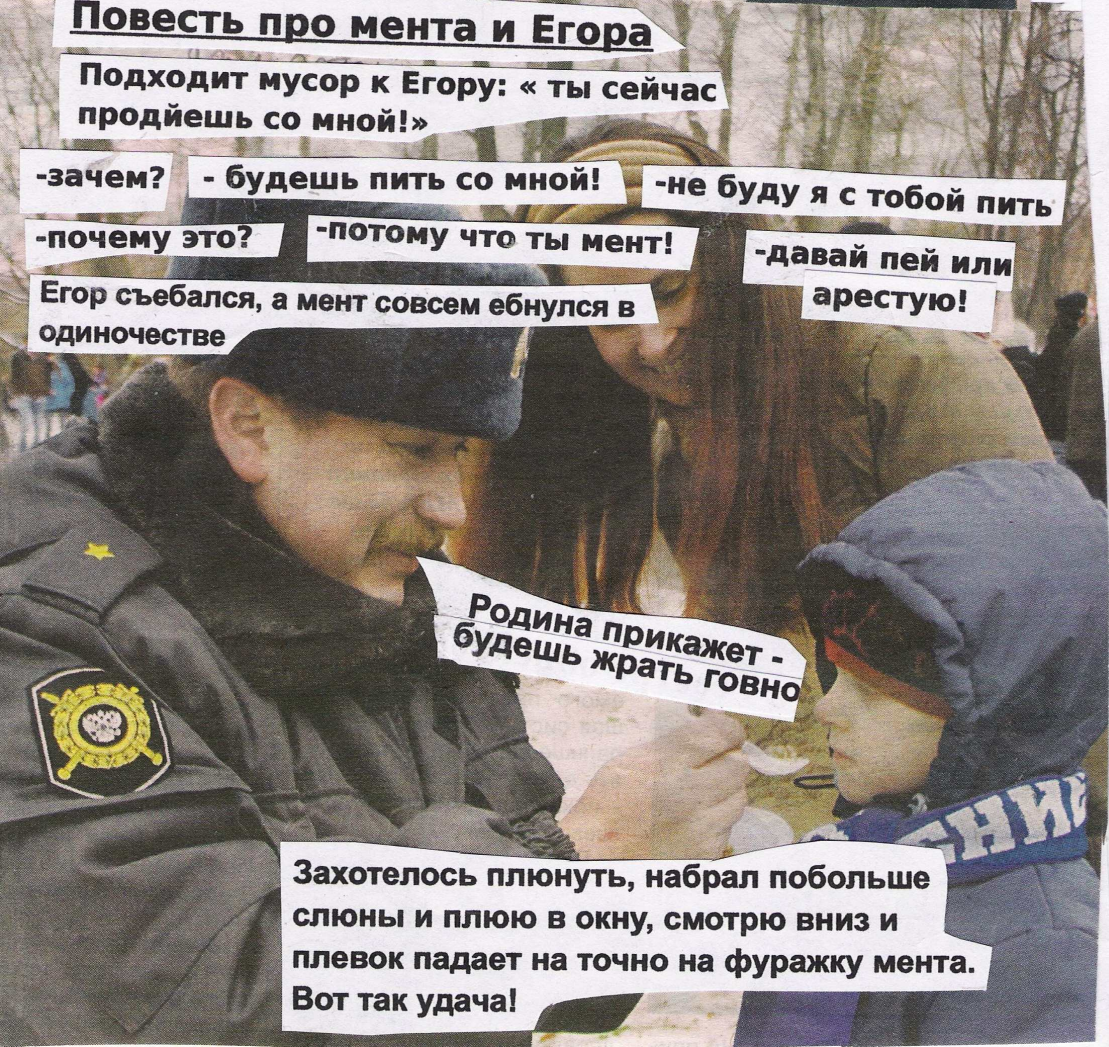 Повесть про мента и Егора
Подходит мусор к Егору: « ты сейчас
продйешь со мной!»
-зачем?
- будешь пить со мной!
-не буду я с тобой пить
-почему это?
-потому что ты мент!
-давай пей или
арестую!
Егор съебался, а мент совсем ебнулся в
одиночестве
Родина прикажет -
будешь жрать говно
ЕНИ
Захотелось плюнуть, набрал побольше
слюны и плюю в окну, смотрю вниз и
плевок падает на точно на фуражку мента.
Вот так удача!